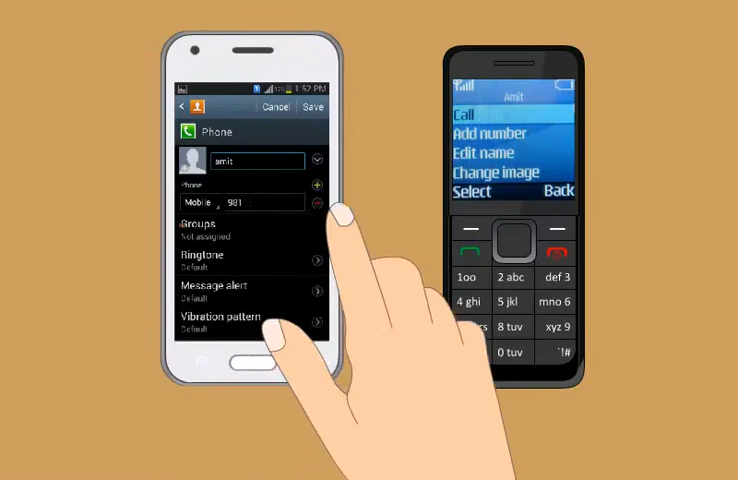 1:52 PM
Cancel Save
Phone
amit
Phone
Mobile 981
Groups
Not assigned
Ringtone
Default
Message alert
Default
Vibration pattern
Default
Amit
Call
Add number
Edit name
Change image
Select Back
1oo 2 abc def 3
4 ghi 5 jkl mno 6
8 tuv xyz 9
0 tuv `!#